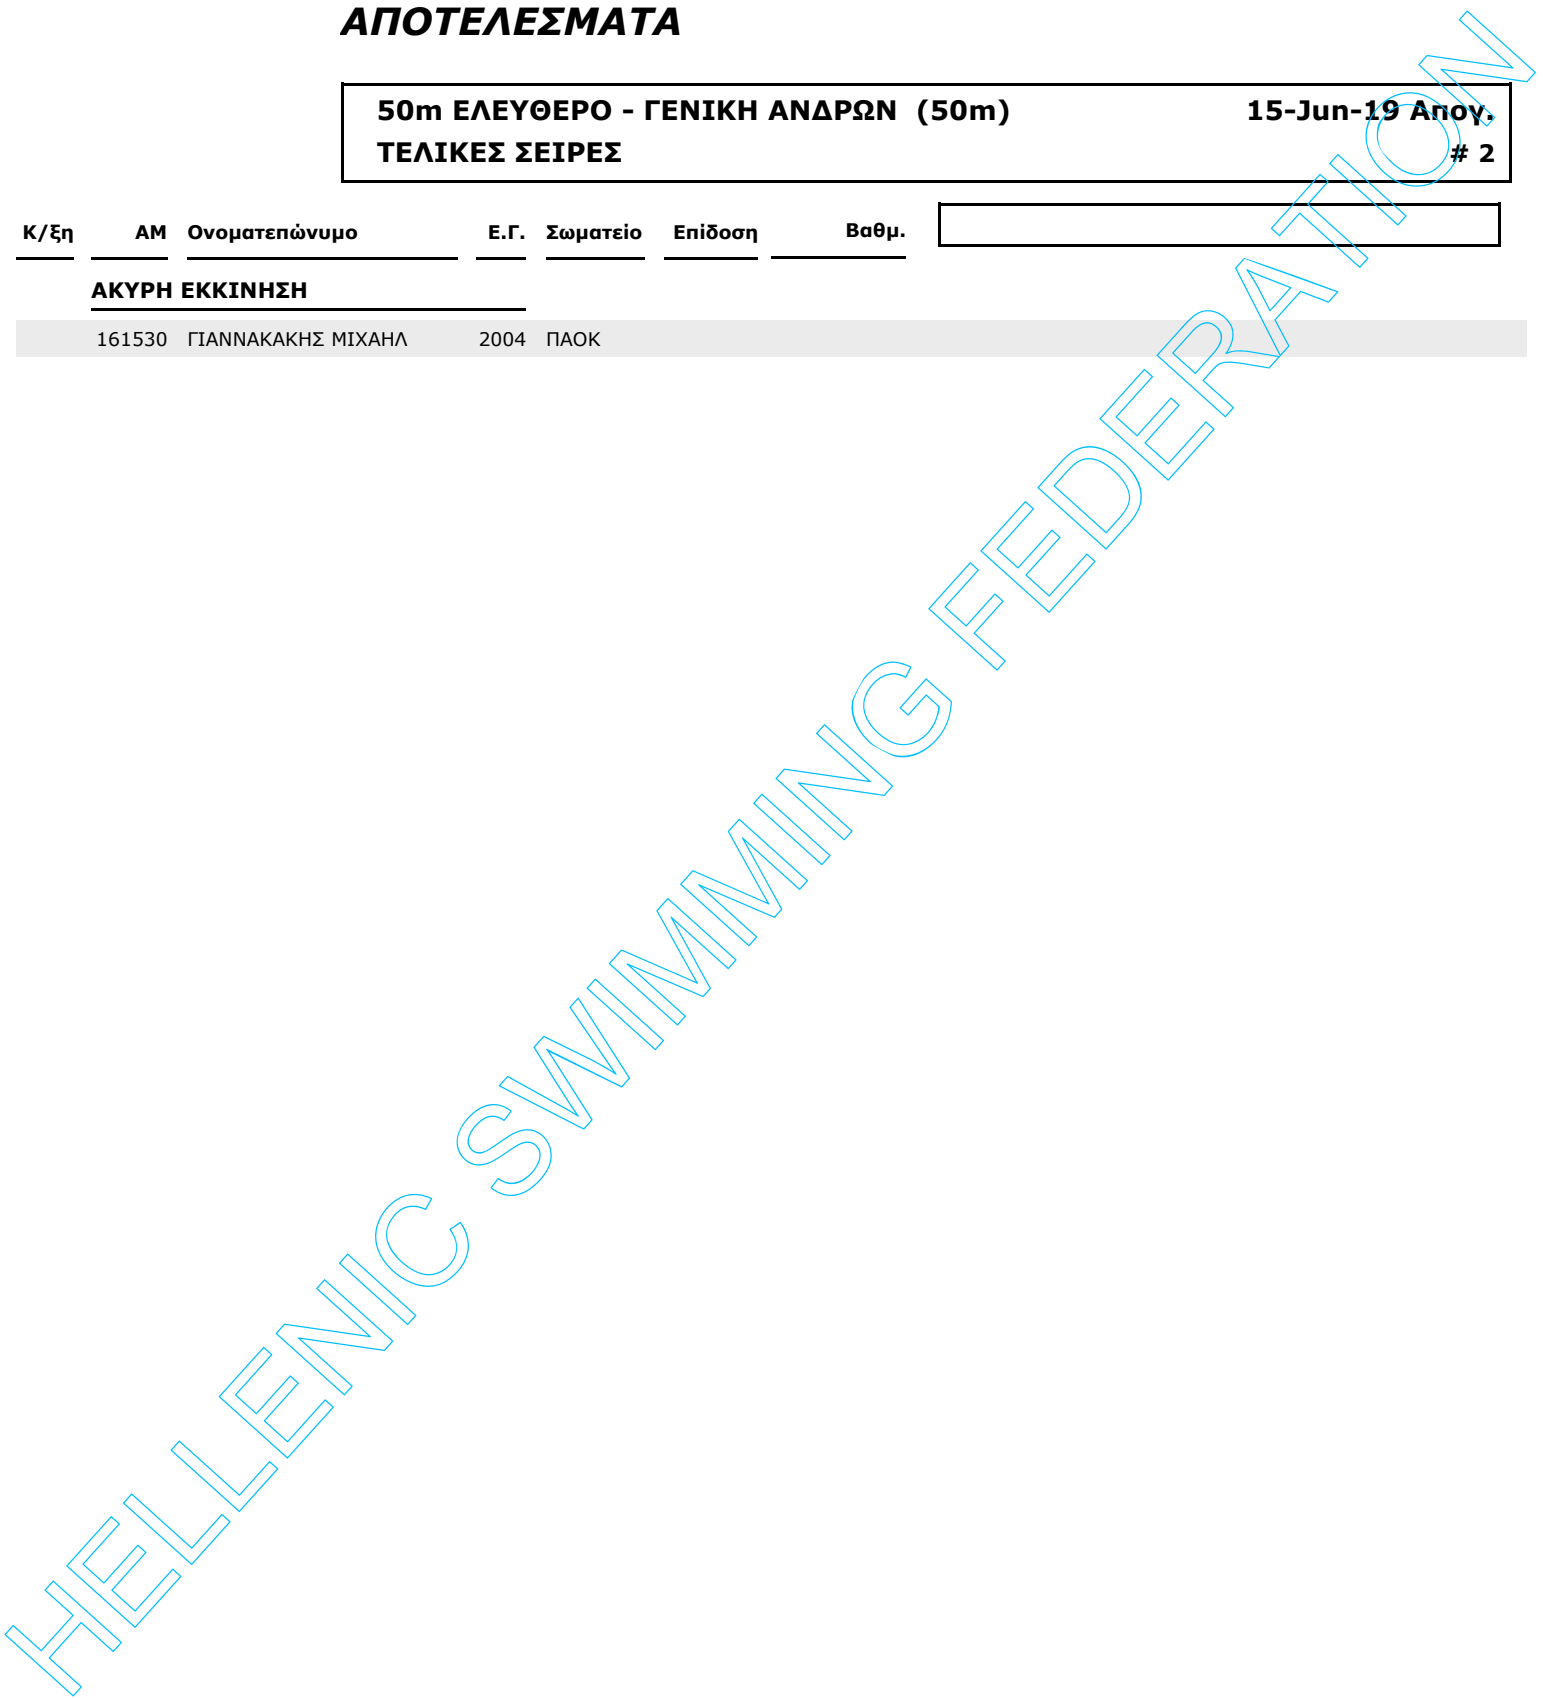 ΑΠΟΤΕΛΕΣΜΑΤΑ
50m ΕΛΕΥΘΕΡΟ - ΓΕΝΙΚΗ ΑΝΔΡΩΝ (50m) 15-Jun-19 Απογ.
ΤΕΛΙΚΕΣ ΣΕΙΡΕΣ # 2
Κ/ξη ΑΜ Ονοματεπώνυμο Ε.Γ. Σωματείο Επίδοση Βαθμ.
ΑΚΥΡΗ ΕΚΚΙΝΗΣΗ
161530 ΓΙΑΝΝΑΚΑΚΗΣ ΜΙΧΑΗΛ 2004 ΠΑΟΚ
HELLENIC SWIMMING FEDERATION